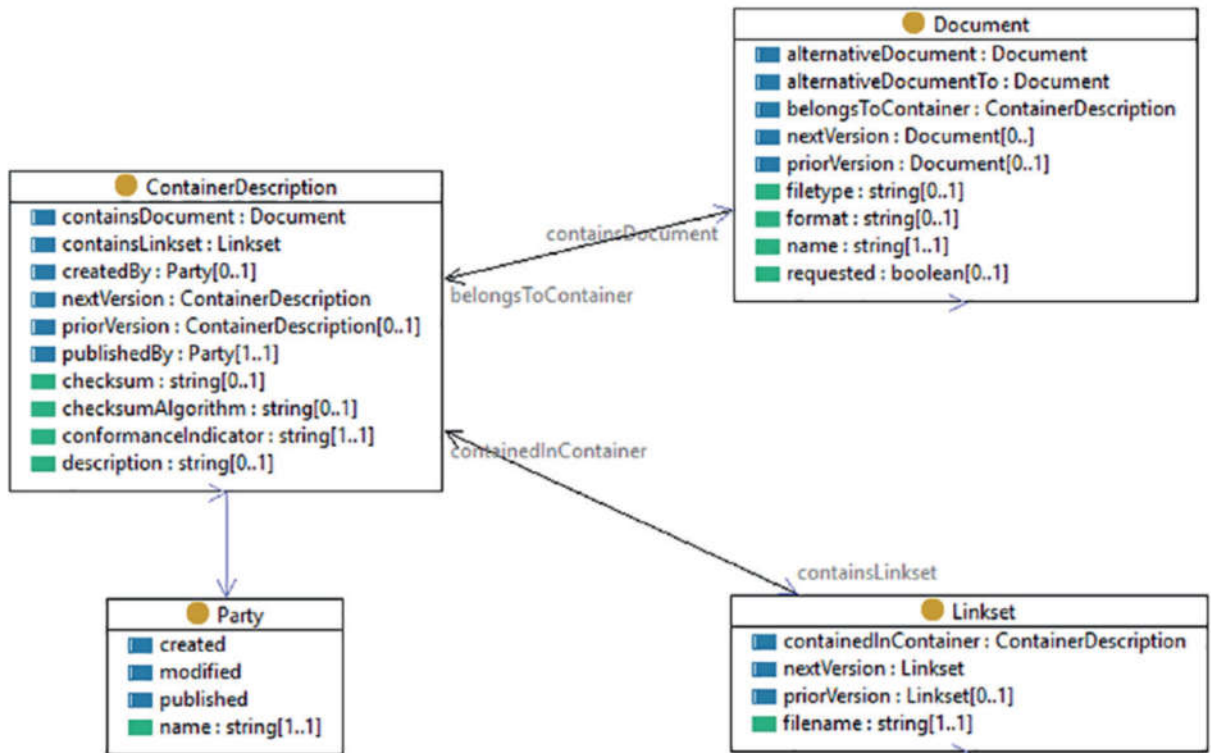 Document
alternativeDocument : Document
alternativeDocumentTo : Document
belongsToContainer : ContainerDescription
nextVersion : Document[0..]
priorVersion : Document[0..1]
filetype : string[0..1]
format : string[0..1]
name : string[1..1]
requested : boolean[0..1]
ContainerDescription
containsDocument : Document
containsLinkset : Linkset
createdBy : Party[0..1]
nextVersion : ContainerDescription
priorVersion : ContainerDescription[0..1]
publishedBy : Party[1..1]
checksum : string[0..1]
checksumAlgorithm : string[0..1]
conformanceIndicator : string[1..1]
description : string[0..1]
containsDocument
belongsToContainer
containedInContainer
containsLinkset
Party
created
modified
published
name : string[1..1]
Linkset
containedInContainer : ContainerDescription
nextVersion : Linkset
priorVersion : Linkset[0..1]
filename : string[1..1]